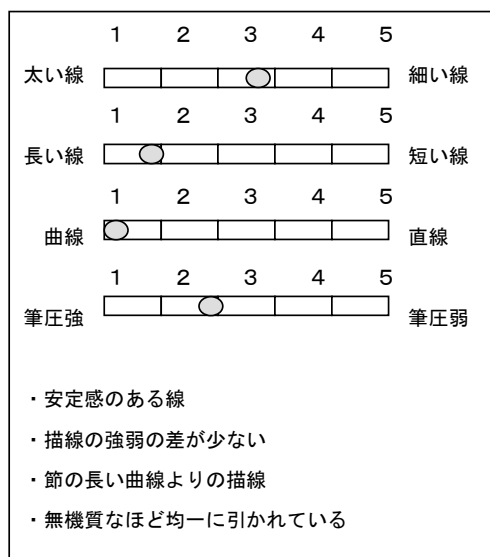 1 2 3 4 5
太い線 細い線
1 2 3 4 5
長い線 短い線
1 2 3 4 5
曲線 直線
1 2 3 4 5
筆圧強 筆圧弱
・安定感のある線
・描線の強弱の差が少ない
・節の長い曲線よりの描線
・無機質なほど均一に引かれている